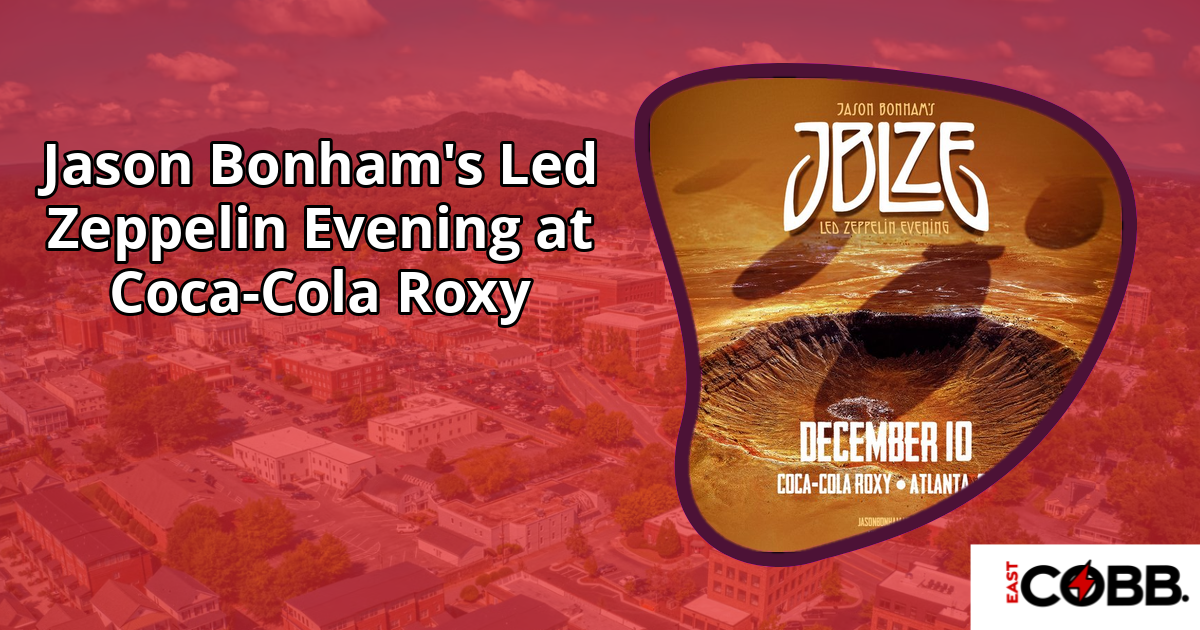 Jason Bonham's Led
Zeppelin Evening at
Coca-Cola Roxy
JASON BONHAM'S
JBLZE
LED ZEPPELIN EVENING
DECEMBER 10
COCA-COLA ROXY • ATLANTA
EAST
COBB.